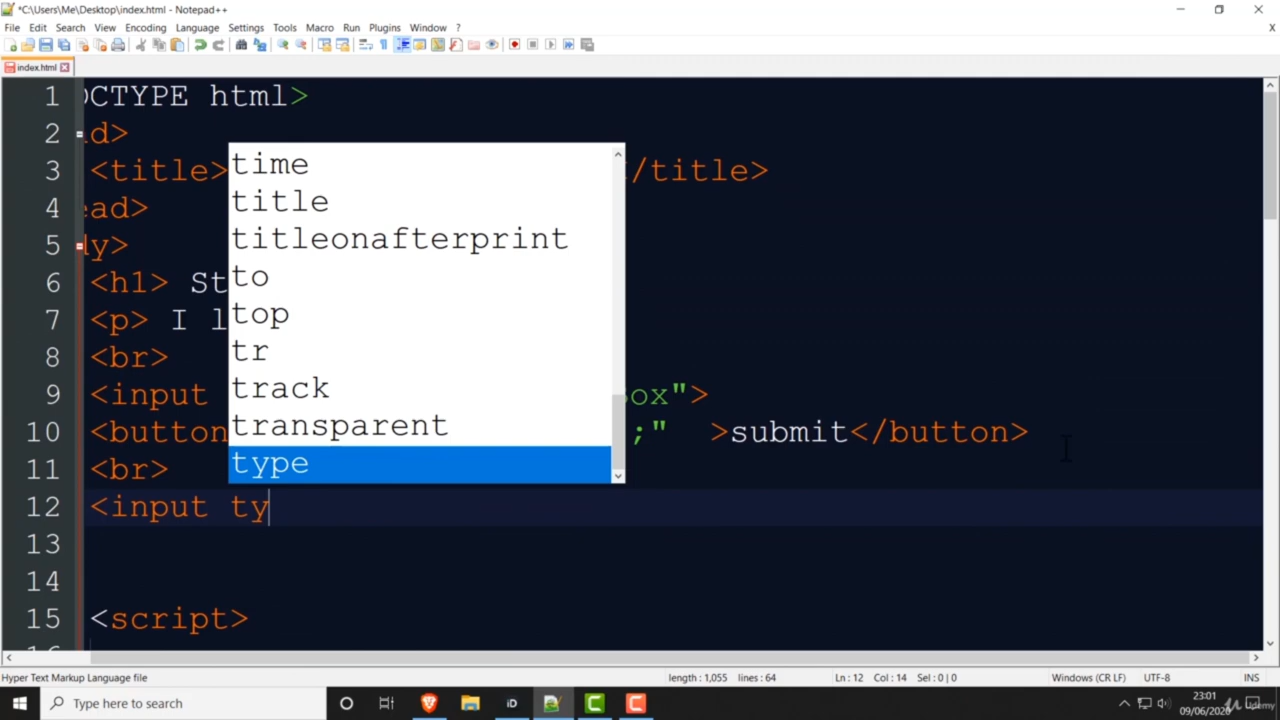 *C:\Users\Me\Desktop\index.html - Notepad++
File Edit Search View Encoding Language Settings Tools Macro Run Plugins Window ? X
index.html
1 OCTYPE html>
2 ad>
3 <title> /title>
4 ead>
5 dy>
6 <h1> St
7 <p> I l
8 <br>
9 <input ox">
10 <button ;" >submit</button>
11 <br>
12 <input ty
13
14
15 <script>
16
time
title
titleonafterprint
to
top
tr
track
transparent
type
Hyper Text Markup Language file length : 1,055 lines : 64 Ln : 12 Col : 14 Sel : 0 | 0 Windows (CR LF) UTF-8 INS
Type here to search iD 23:01
09/06/2020 Udemy